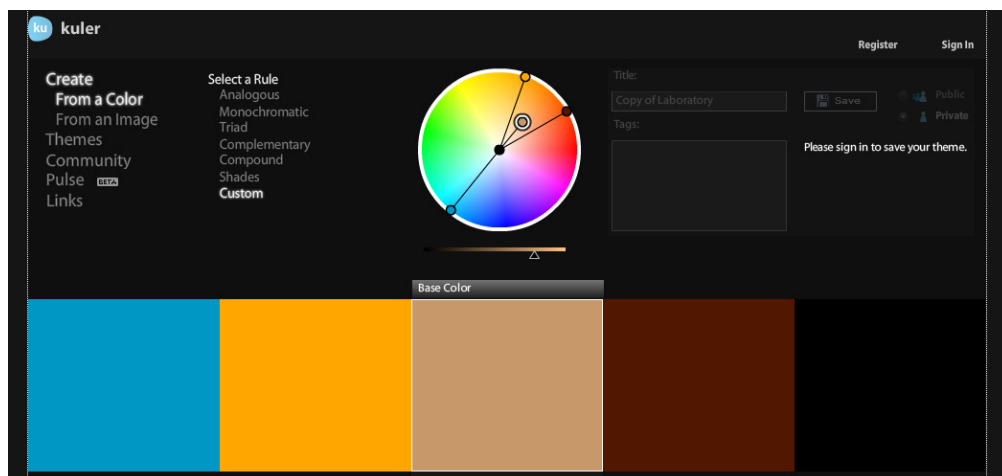 ku kuler
Register Sign In
Create
From a Color
From an Image
Themes
Community
Pulse BETA
Links
Select a Rule
Analogous
Monochromatic
Triad
Complementary
Compound
Shades
Custom
Title:
Copy of Laboratory
Tags:
Save
Public
Private
Please sign in to save your theme.
Base Color